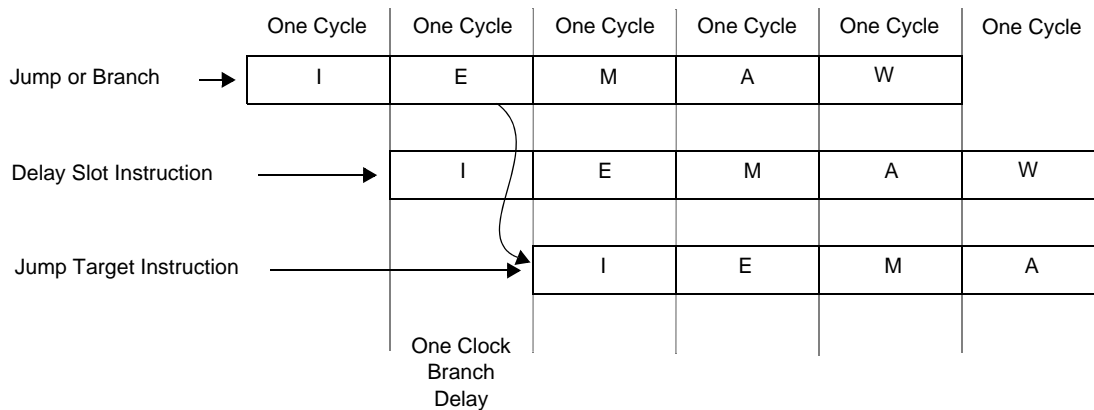 One Cycle One Cycle One Cycle One Cycle One Cycle One Cycle
Jump or Branch I E M A W
Delay Slot Instruction I E M A W
Jump Target Instruction I E M A
One Clock
Branch
Delay